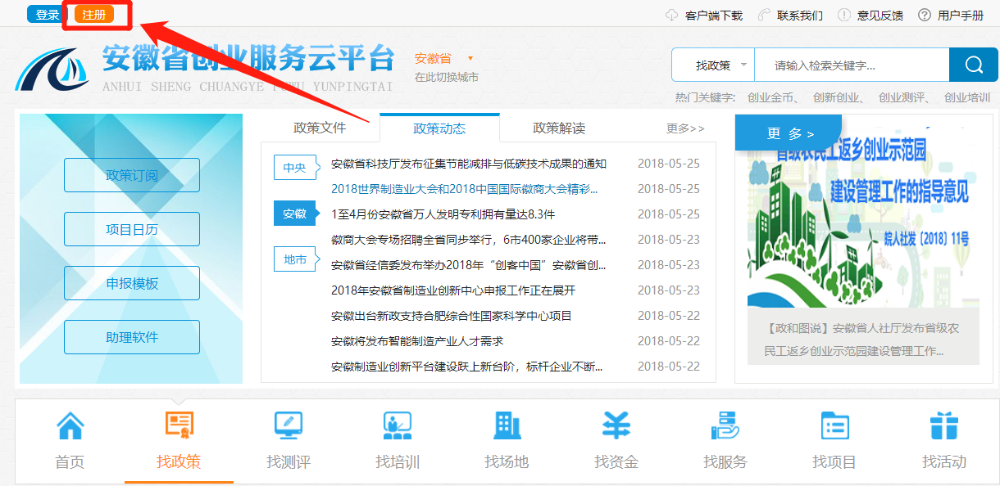 登录 注册 客户端下载 联系我们 意见反馈 用户手册
安徽省创业服务云平台
安徽省
在此切换城市
找政策 请输入检索关键字...
ANHUI SHENG CHUANGYE YUNPINGTAI
热门关键字: 创业金币、 创新创业、 创业测评、 创业培训
政策订阅
项目日历
申报模板
助理软件
政策文件 政策动态 政策解读 更多>>
中央
安徽
地市
安徽省科技厅发布征集节能减排与低碳技术成果的通知 2018-05-25
2018世界制造业大会和2018中国国际徽商大会精彩... 2018-05-25
1至4月份安徽省万人发明专利拥有量达8.3件 2018-05-25
徽商大会专场招聘全省同步举行，6市400家企业将带... 2018-05-23
安徽省经信委发布举办2018年“创客中国”安徽省创... 2018-05-23
2018年安徽省制造业创新中心申报工作正在展开 2018-05-23
安徽出台新政支持合肥综合性国家科学中心项目 2018-05-22
安徽将发布智能制造产业人才需求 2018-05-22
安徽制造业创新平台建设跃上新台阶，标杆企业不断... 2018-05-22
更 多 >
省级农民工返乡创业示范园
建设管理工作的指导意见
皖人社发〔2018〕11号
【政和图说】安徽省人社厅发布省级农
民工返乡创业示范园建设管理工作...
首页 找政策 找测评 找培训 找场地 找资金 找服务 找项目 找活动